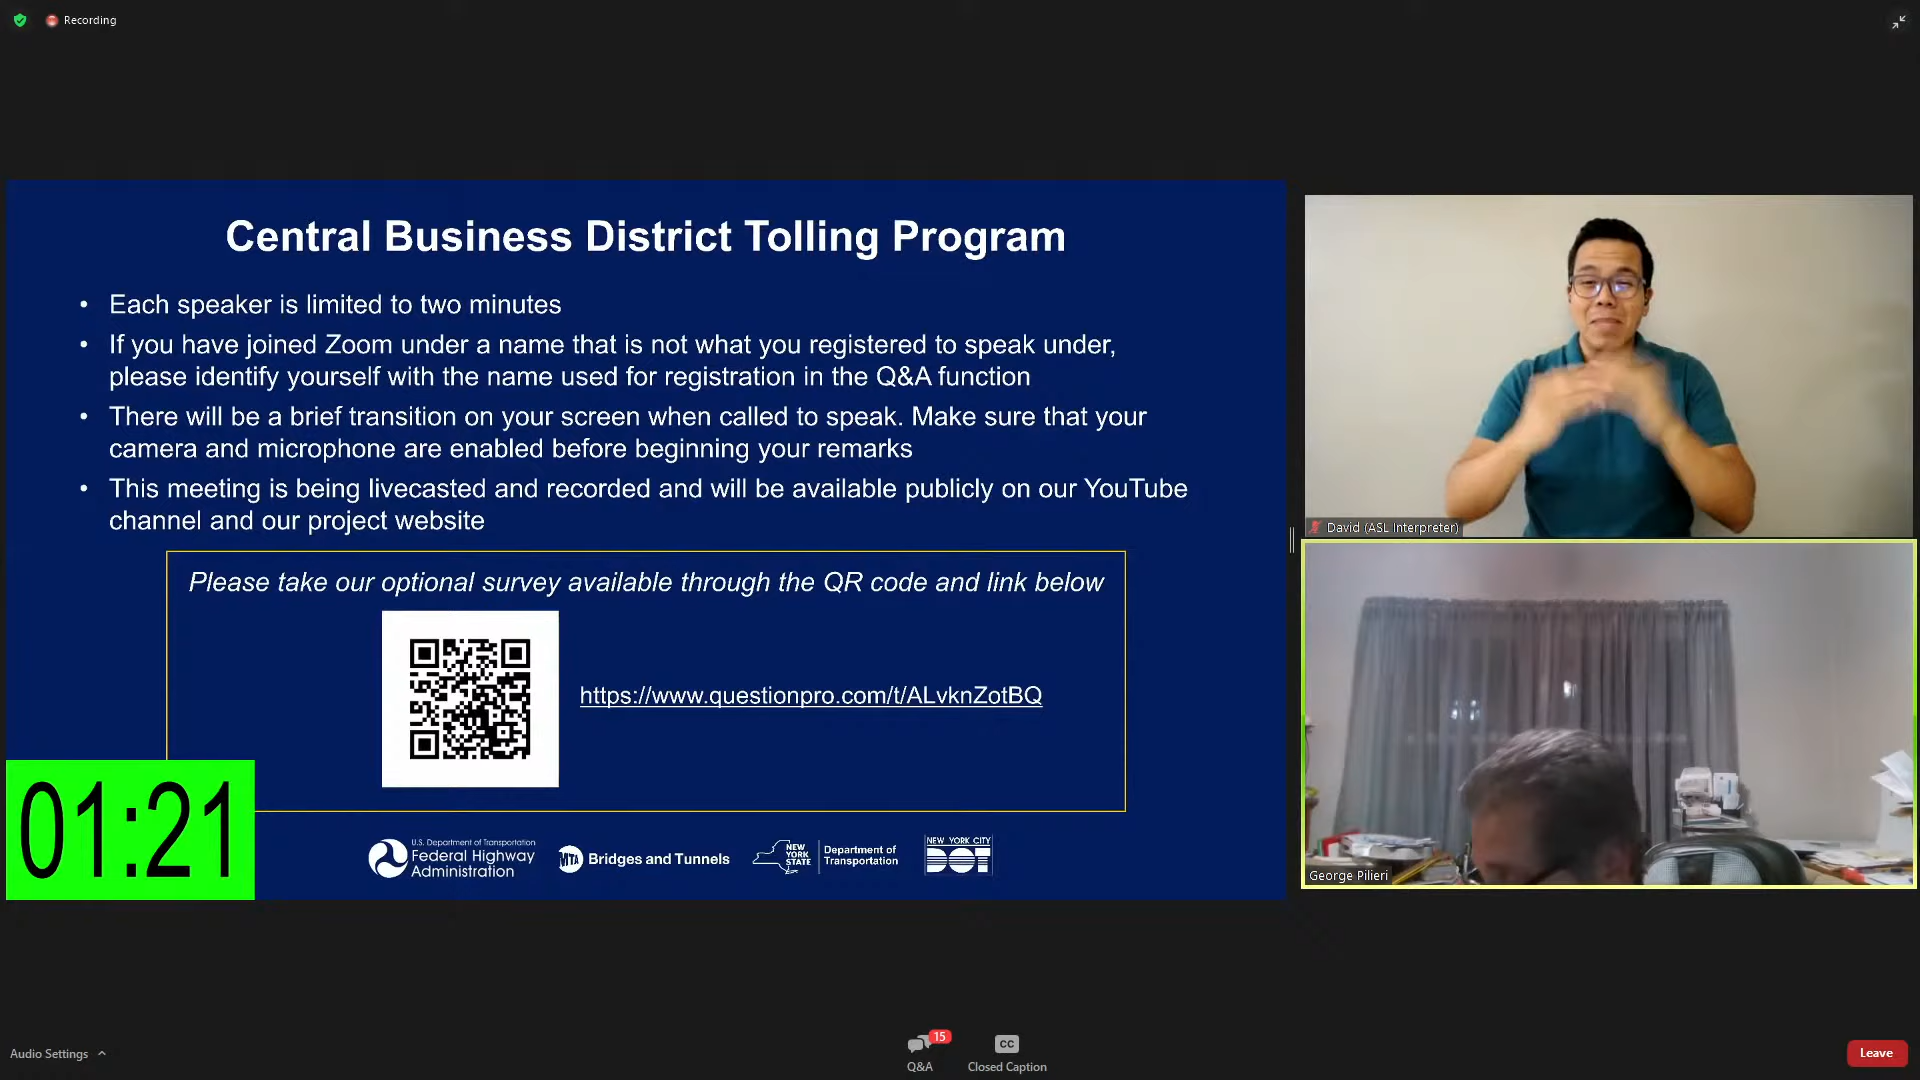 Recording
Central Business District Tolling Program
• Each speaker is limited to two minutes
• If you have joined Zoom under a name that is not what you registered to speak under,
please identify yourself with the name used for registration in the Q&A function
• There will be a brief transition on your screen when called to speak. Make sure that your
camera and microphone are enabled before beginning your remarks
• This meeting is being livecasted and recorded and will be available publicly on our YouTube
channel and our project website
Please take our optional survey available through the QR code and link below
https://www.questionpro.com/t/ALvknZotBQ
01:21
U.S. Department of Transportation
Federal Highway
Administration
MTA Bridges and Tunnels
NEW
YORK
STATE
Department of
Transportation
NEW YORK CITY
DOT
David (ASL Interpreter)
George Pilieri
Audio Settings
15
Q&A
CC
Closed Caption
Leave